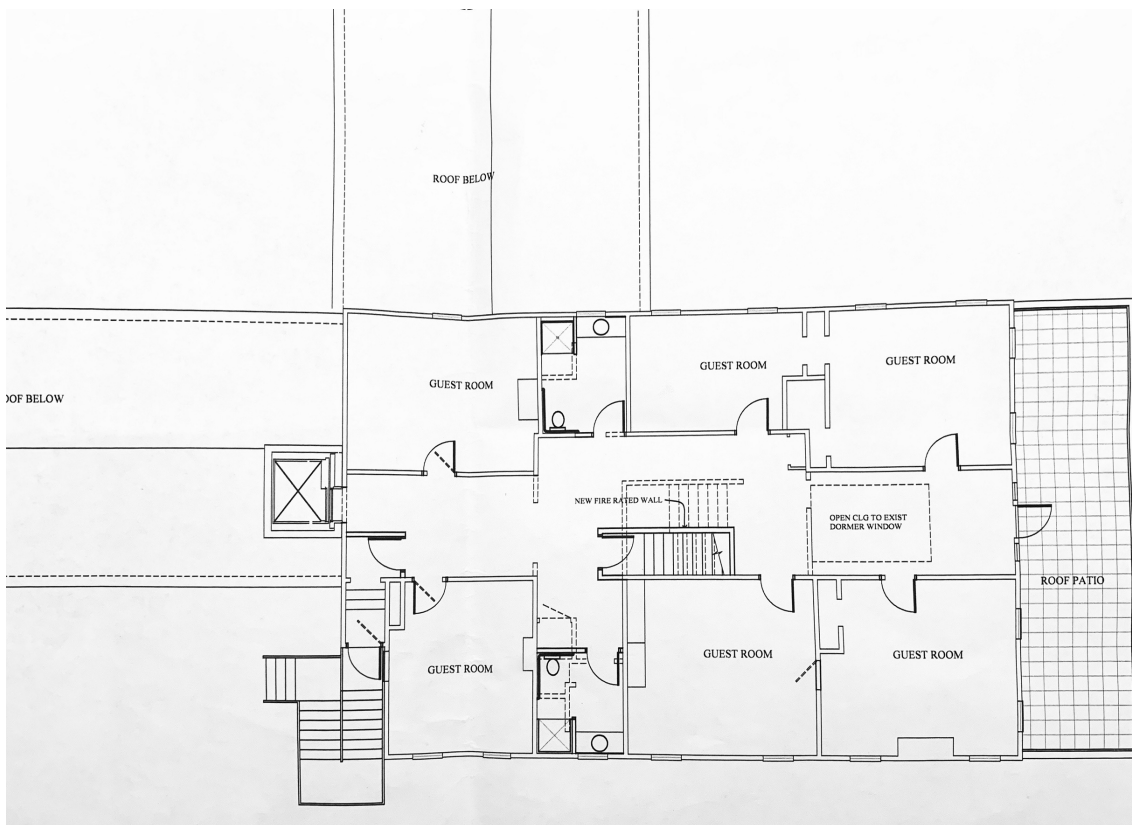 ROOF BELOW
GUEST ROOM
GUEST ROOM
GUEST ROOM
OOF BELOW
NEW FIRE RATED WALL
OPEN CLG TO EXIST
DORMER WINDOW
ROOF PATIO
GUEST ROOM
GUEST ROOM
GUEST ROOM